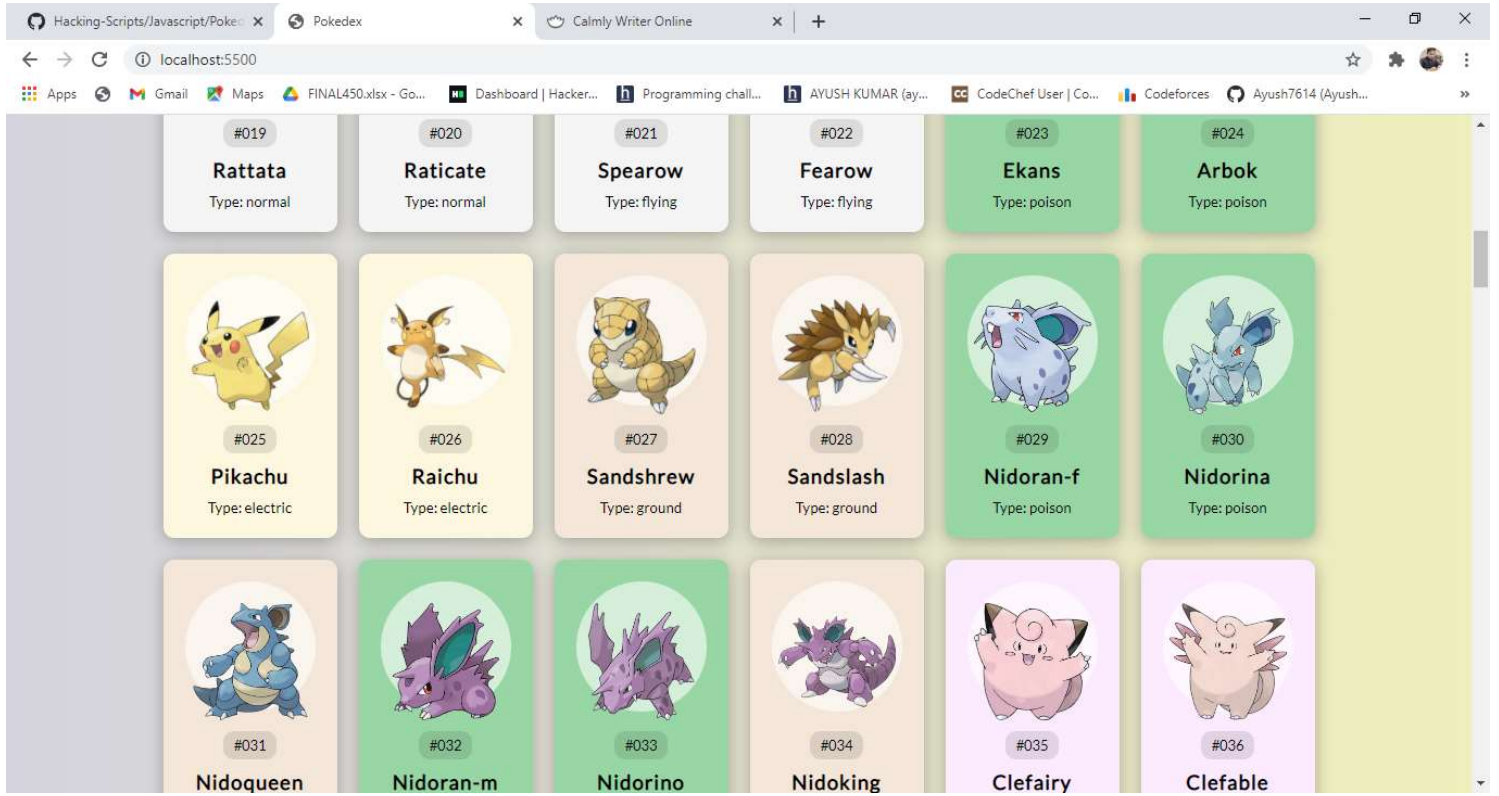 Hacking-Scripts/Javascript/Poked
Pokedex
Calmly Writer Online
localhost:5500
Apps
Gmail
Maps
FINAL450.xlsx - Go...
Dashboard | Hacker...
Programming chall...
AYUSH KUMAR (ay...
CodeChef User | Co...
Codeforces
Ayush7614 (Ayush...
#019 #020 #021 #022 #023 #024
Rattata Raticate Spearow Fearow Ekans Arbok
Type: normal Type: normal Type: flying Type: flying Type: poison Type: poison
#025 #026 #027 #028 #029 #030
Pikachu Raichu Sandshrew Sandslash Nidoran-f Nidorina
Type: electric Type: electric Type: ground Type: ground Type: poison Type: poison
#031 #032 #033 #034 #035 #036
Nidoqueen Nidoran-m Nidorino Nidoking Clefairy Clefable